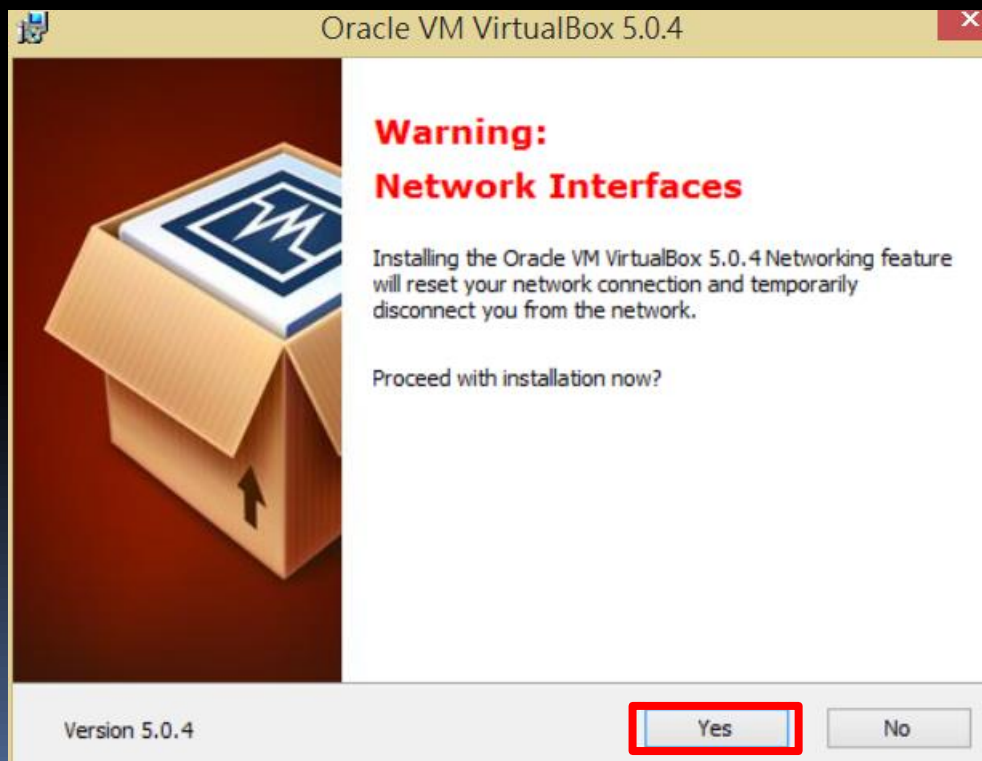 Oracle VM VirtualBox 5.0.4
Warning:
Network Interfaces
Installing the Oracle VM VirtualBox 5.0.4 Networking feature
will reset your network connection and temporarily
disconnect you from the network.
Proceed with installation now?
Version 5.0.4
Yes
No